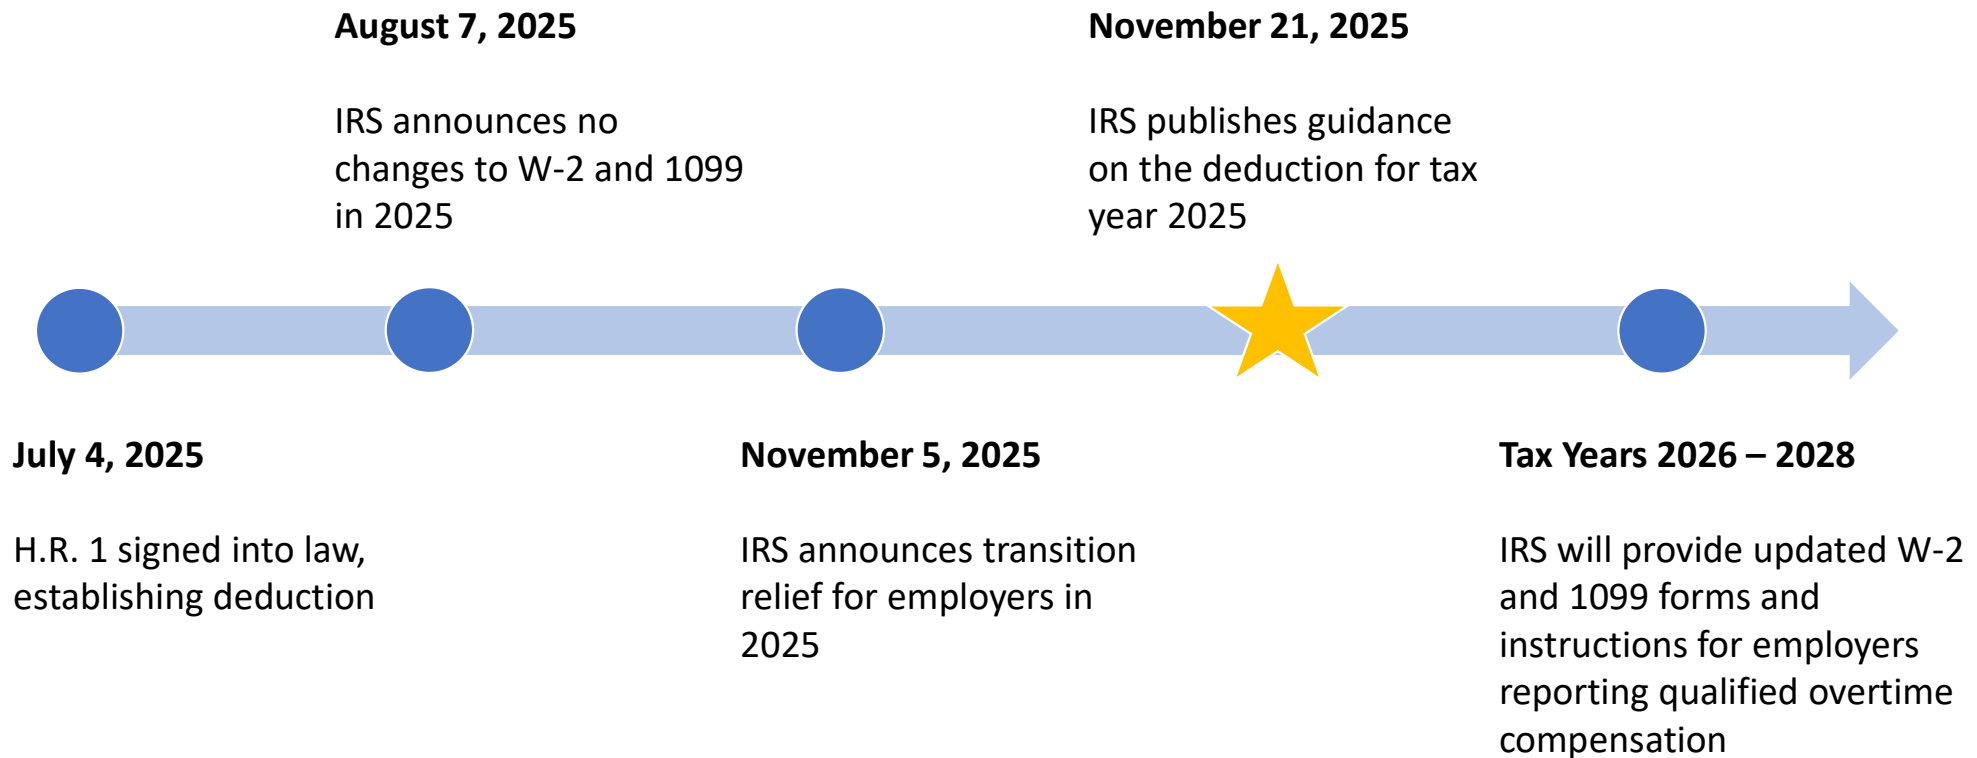 August 7, 2025
IRS announces no
changes to W-2 and 1099
in 2025
November 21, 2025
IRS publishes guidance
on the deduction for tax
year 2025
July 4, 2025
H.R. 1 signed into law,
establishing deduction
November 5, 2025
IRS announces transition
relief for employers in
2025
Tax Years 2026 – 2028
IRS will provide updated W-2
and 1099 forms and
instructions for employers
reporting qualified overtime
compensation